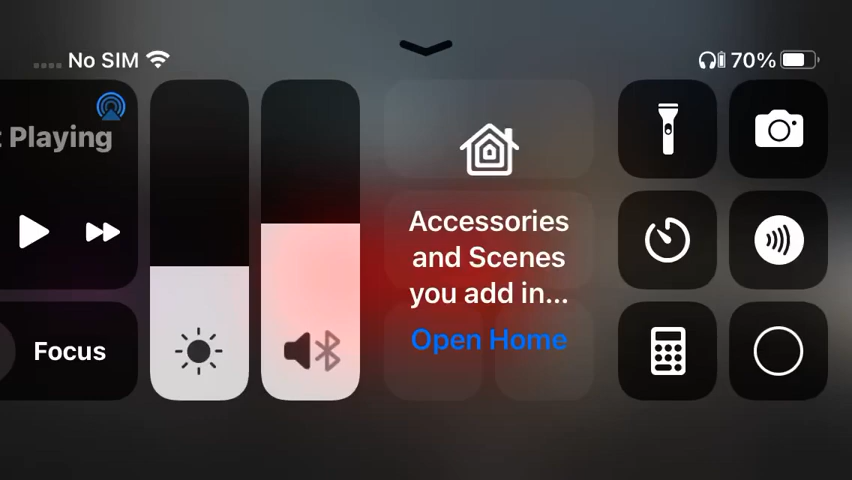 No SIM
70%
: Playing
Accessories
and Scenes
you add in...
Open Home
Focus